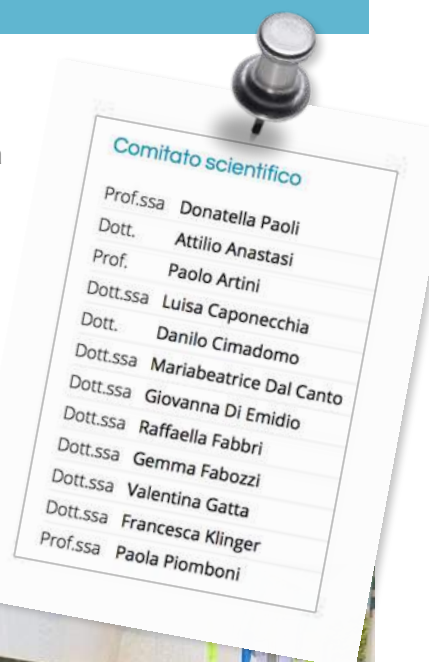 Comitato scientifico
Prof.ssa Donatella Paoli
Dott. Attilio Anastasi
Prof. Paolo Artini
Dott.ssa Luisa Caponecchia
Dott. Danilo Cimadomo
Dott.ssa Mariabeatrice Dal Canto
Dott.ssa Giovanna Di Emidio
Dott.ssa Raffaella Fabbri
Dott.ssa Gemma Fabozzi
Dott.ssa Valentina Gatta
Dott.ssa Francesca Klinger
Prof.ssa Paola Piomboni